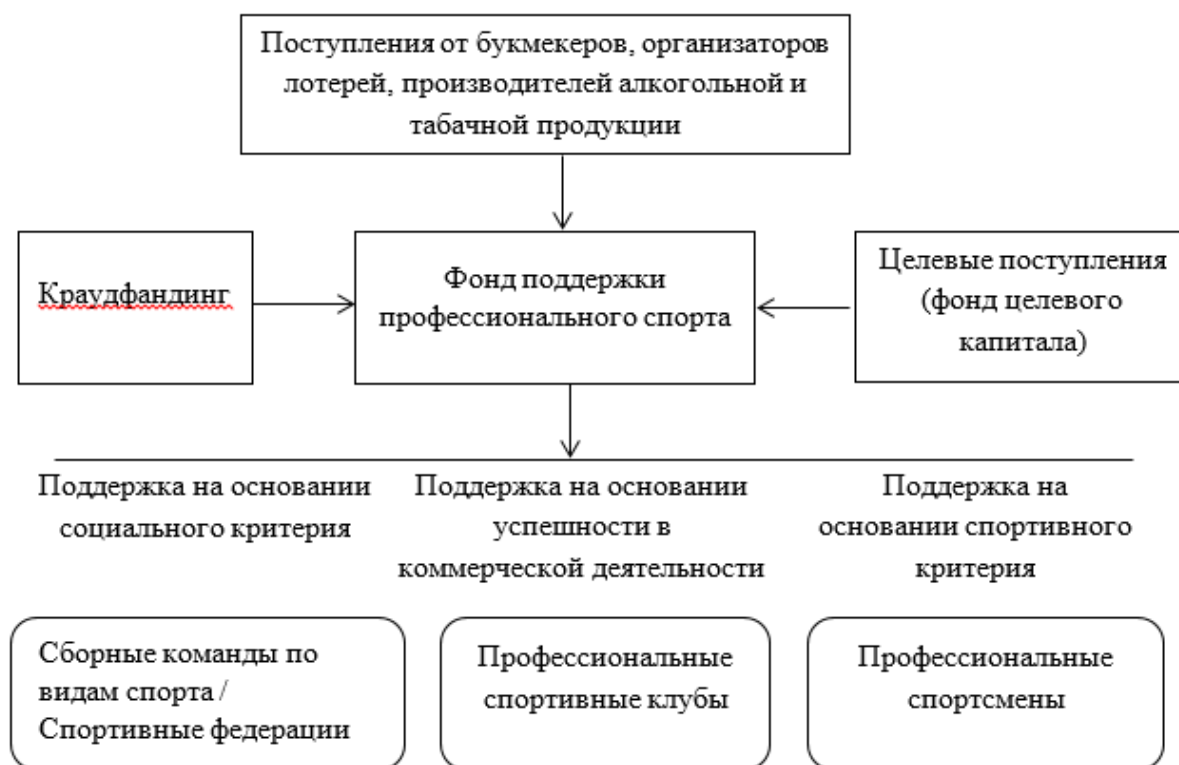 Поступления от букмекеров, организаторов
лотерей, производителей алкогольной и
табачной продукции
Краудфандинг
Фонд поддержки
профессионального спорта
Целевые поступления
(фонд целевого
капитала)
Поддержка на основании
социального критерия
Поддержка на основании
успешности в
коммерческой деятельности
Поддержка на
основании спортивного
критерия
Сборные команды по
видам спорта /
Спортивные федерации
Профессиональные
спортивные клубы
Профессиональные
спортсмены